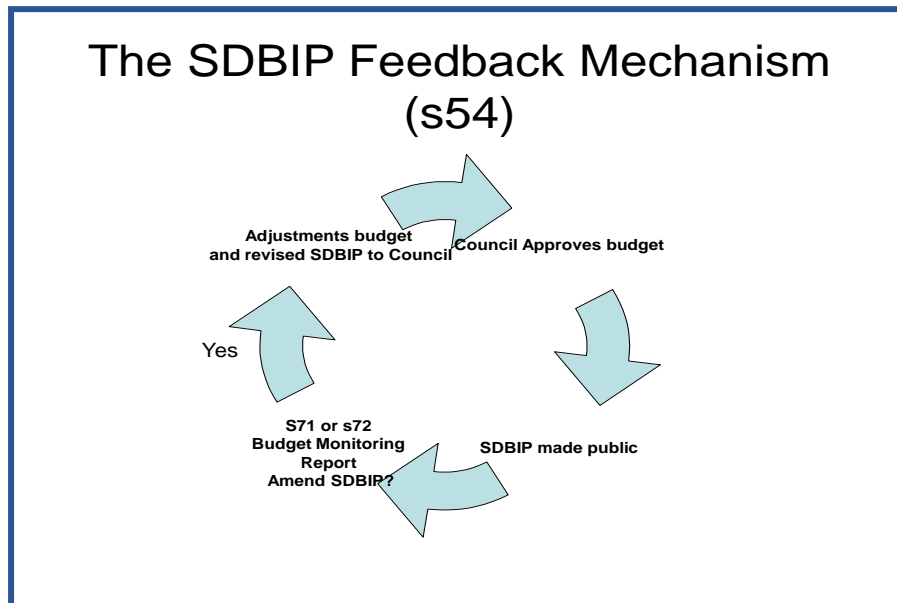 The SDBIP Feedback Mechanism
(s54)
Adjustments budget
and revised SDBIP to Council
Council Approves budget
Yes
S71 or s72
Budget Monitoring
Report
Amend SDBIP?
SDBIP made public